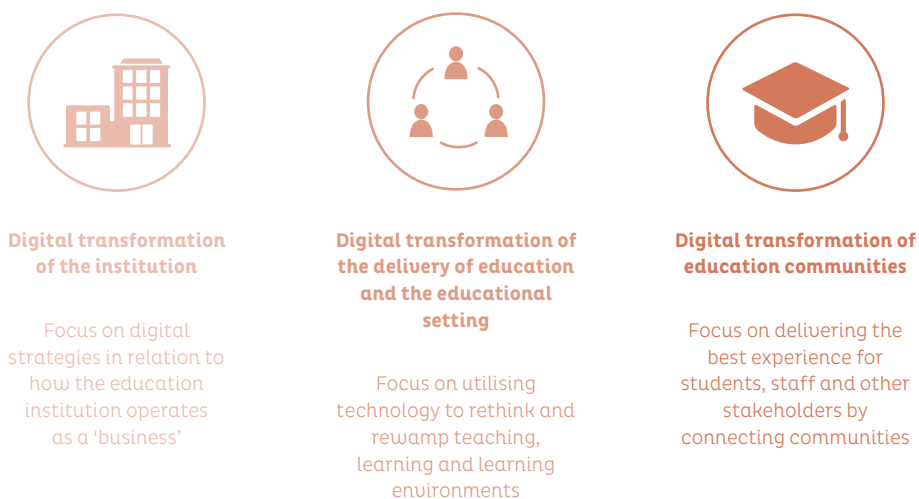 Digital transformation
of the institution
Focus on digital
strategies in relation to
how the education
institution operates
as a ‘business’
Digital transformation of
the delivery of education
and the educational
setting
Focus on utilising
technology to rethink and
rewamp teaching,
learning and learning
environments
Digital transformation of
education communities
Focus on delivering the
best experience for
students, staff and other
stakeholders by
connecting communities